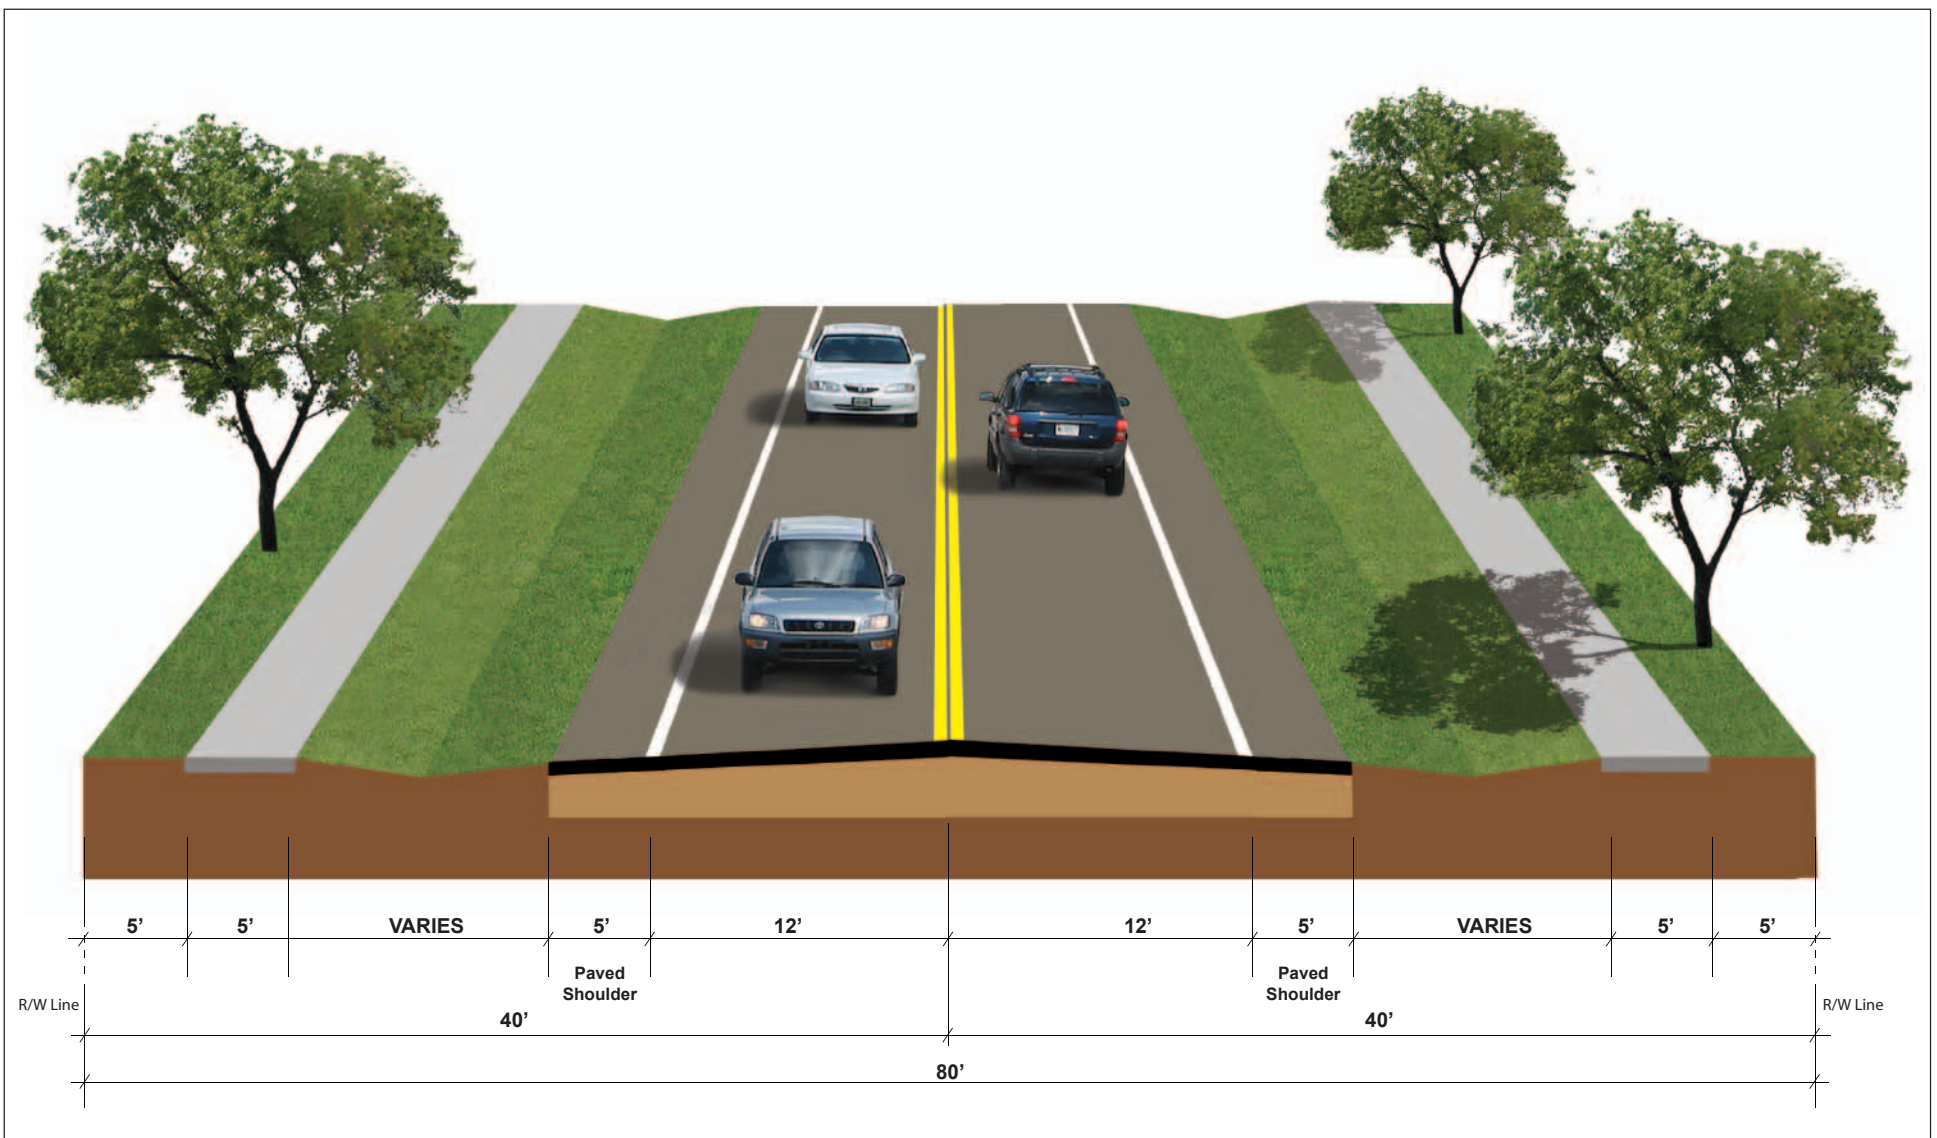 5’ 5’ VARIES 5’ 12’ 12’ 5’ VARIES 5’ 5’
Paved Paved
Shoulder Shoulder
R/W Line R/W Line
40’ 40’
80’